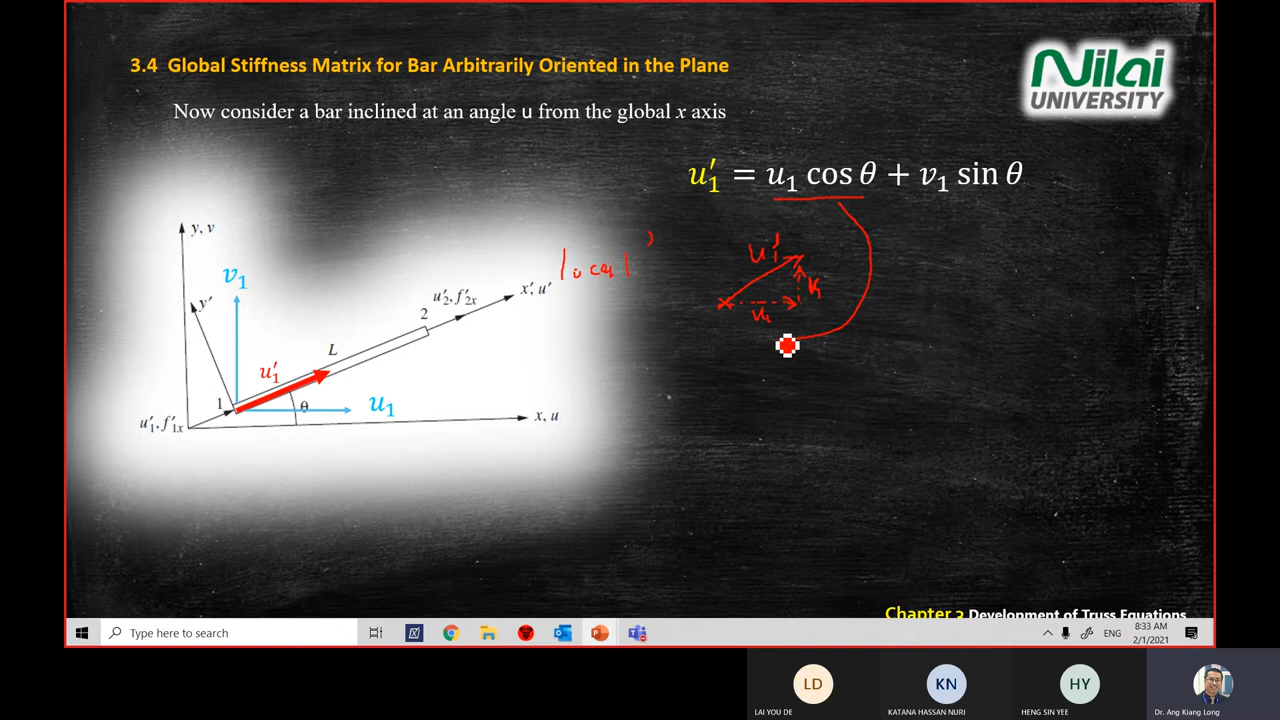 3.4 Global Stiffness Matrix for Bar Arbitrarily Oriented in the Plane
Nilai
UNIVERSITY
Now consider a bar inclined at an angle u from the global x axis
u′₁ = u₁ cos θ + v₁ sin θ
y, v
v₁
y′
u′₁
local
u′₂, f′₂ₓ
x′, u′
2
L
u′₁
1
θ
u₁
u′₁, f′₁ₓ
x, u
u₁
v₁
Chapter 3 Development of Truss Equations
Type here to search
ENG
8:33 AM
2/1/2021
LD
KN
HY
LAI YOU DE
KATANA HASSAN NURI
HENG SIN YEE
Dr. Ang Kiang Long